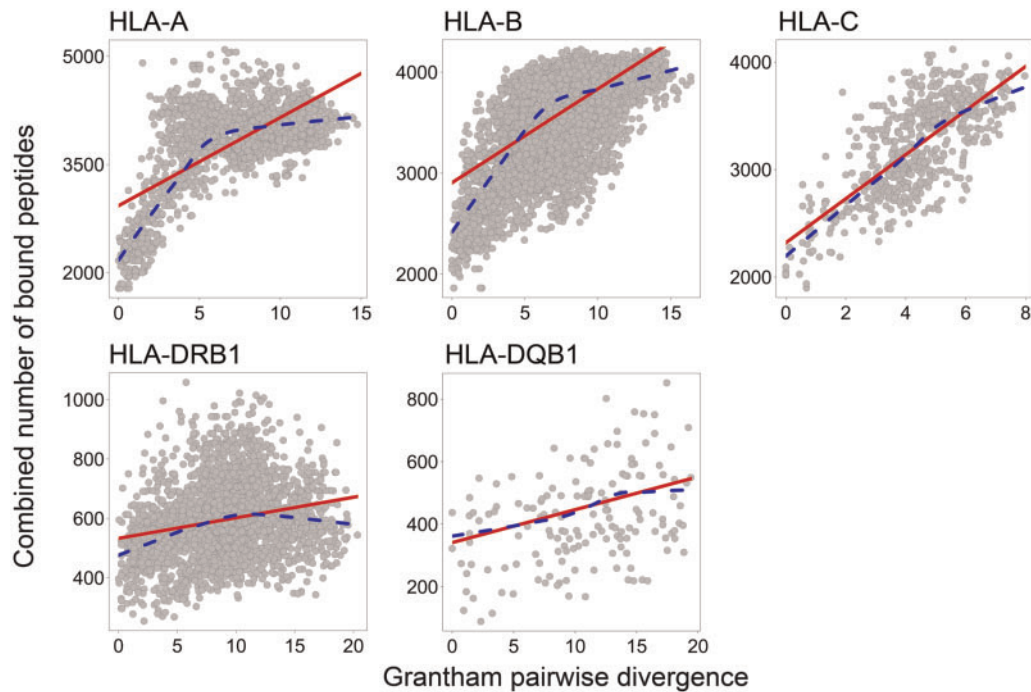 HLA-A
HLA-B
HLA-C
5000
3500
2000
0 5 10 15
4000
3000
2000
0 5 10 15
4000
3000
2000
0 2 4 6 8
HLA-DRB1
HLA-DQB1
1000
800
600
400
0 5 10 15 20
800
600
400
200
0 5 10 15 20
Combined number of bound peptides
Grantham pairwise divergence